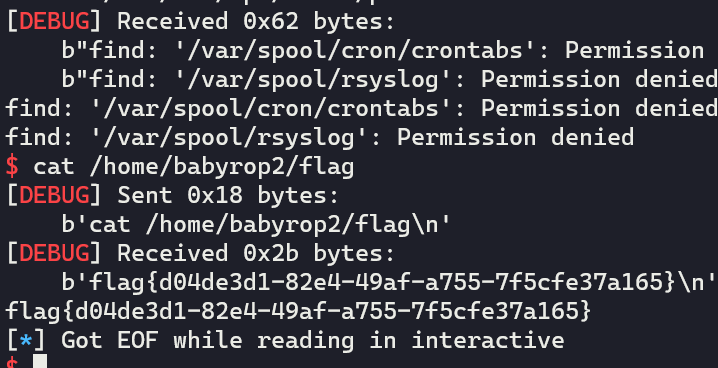 [DEBUG] Received 0x62 bytes:
b"find: '/var/spool/cron/crontabs': Permission
b"find: '/var/spool/rsyslog': Permission denied
find: '/var/spool/cron/crontabs': Permission denied
find: '/var/spool/rsyslog': Permission denied
$ cat /home/babyrop2/flag
[DEBUG] Sent 0x18 bytes:
b'cat /home/babyrop2/flag\n'
[DEBUG] Received 0x2b bytes:
b'flag{d04de3d1-82e4-49af-a755-7f5cfe37a165}\n'
flag{d04de3d1-82e4-49af-a755-7f5cfe37a165}
[*] Got EOF while reading in interactive
$